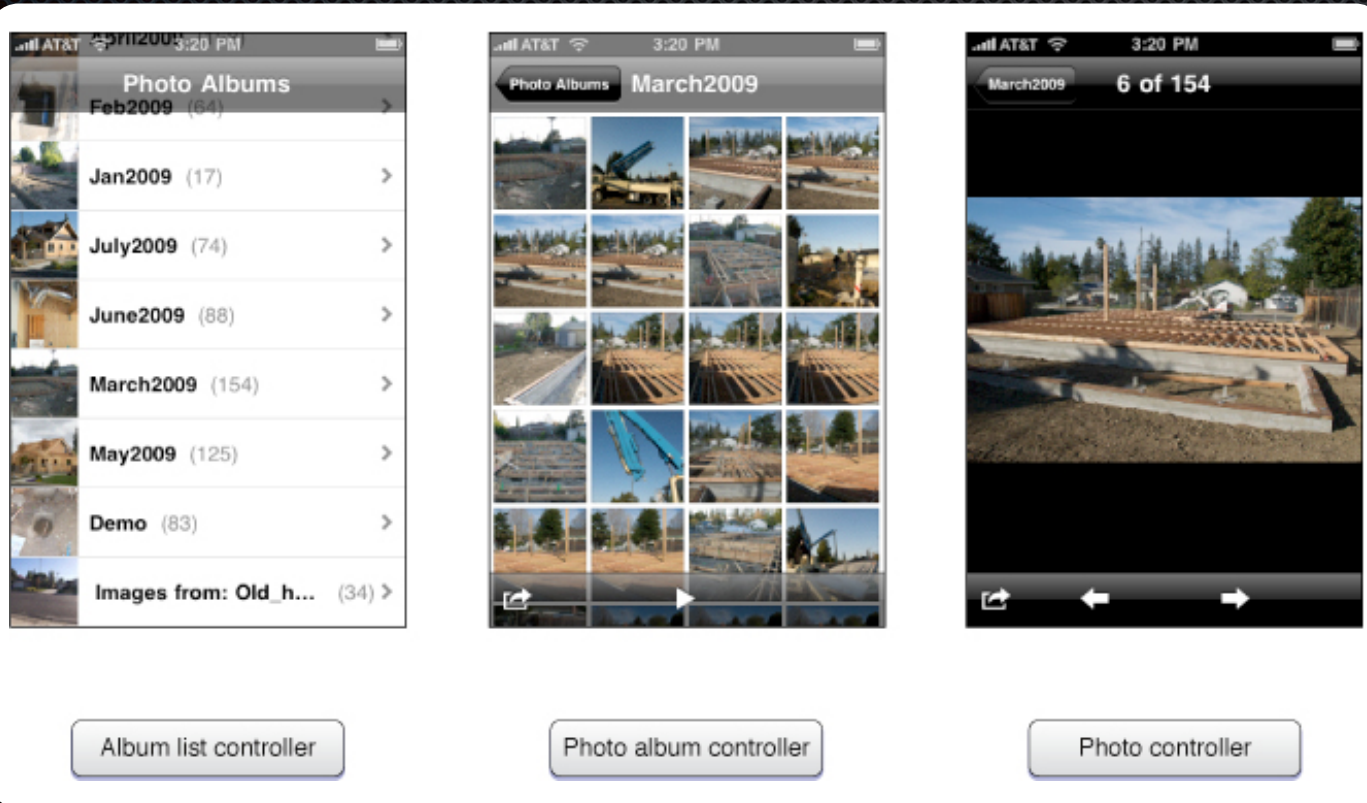 AT&T 3:20 PM
Photo Albums
Feb2009 (64)
Jan2009 (17)
July2009 (74)
June2009 (88)
March2009 (154)
May2009 (125)
Demo (83)
Images from: Old_h... (34)
Album list controller
AT&T 3:20 PM
Photo Albums March2009
Photo album controller
AT&T 3:20 PM
March2009 6 of 154
Photo controller